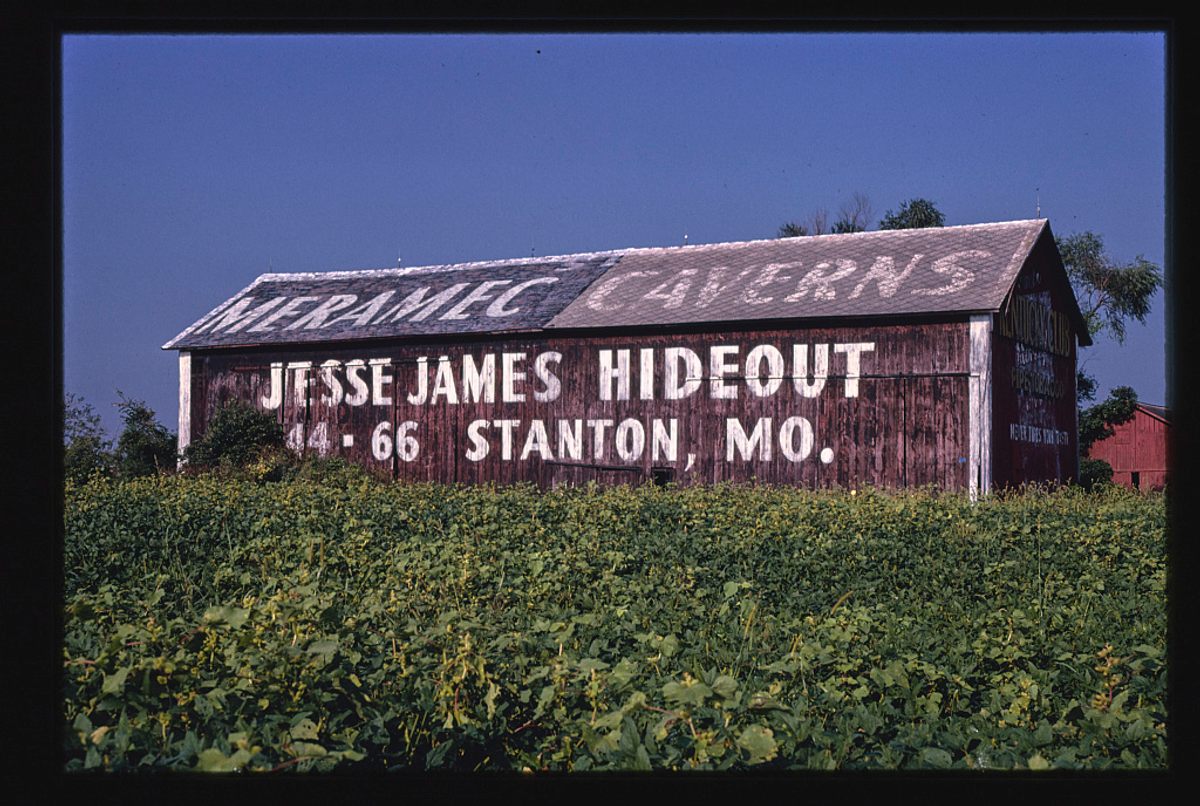 MERAMEC CAVERNS
JESSE JAMES HIDEOUT
44 • 66 STANTON, MO.